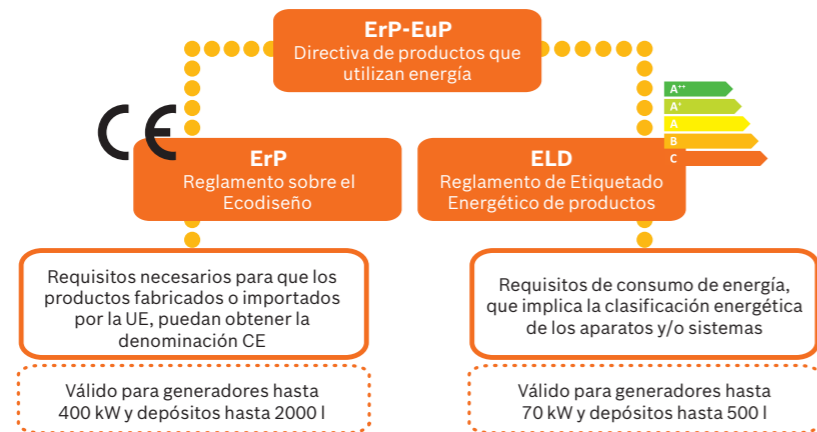 ErP-EuP
Directiva de productos que
utilizan energía
CE
A++
A+
A
B
C
ErP
Reglamento sobre el
Ecodiseño
ELD
Reglamento de Etiquetado
Energético de productos
Requisitos necesarios para que los
productos fabricados o importados
por la UE, puedan obtener la
denominación CE
Requisitos de consumo de energía,
que implica la clasificación energética
de los aparatos y/o sistemas
Válido para generadores hasta
400 kW y depósitos hasta 2000 l
Válido para generadores hasta
70 kW y depósitos hasta 500 l